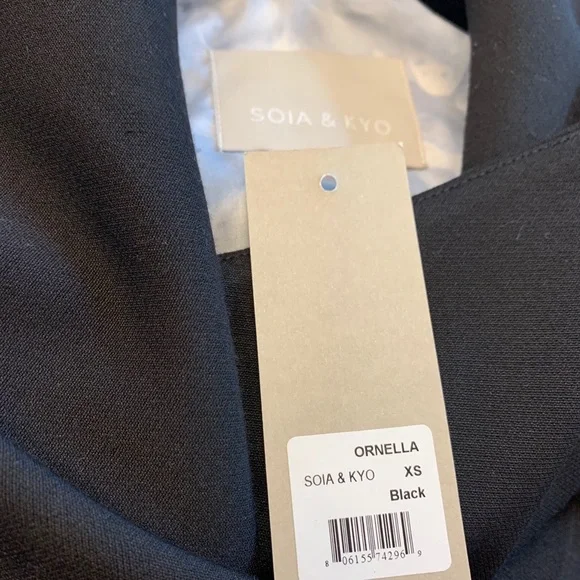 SOIA & KYO
ORNELLA
SOIA & KYO XS
Black
8 06155 74296 9